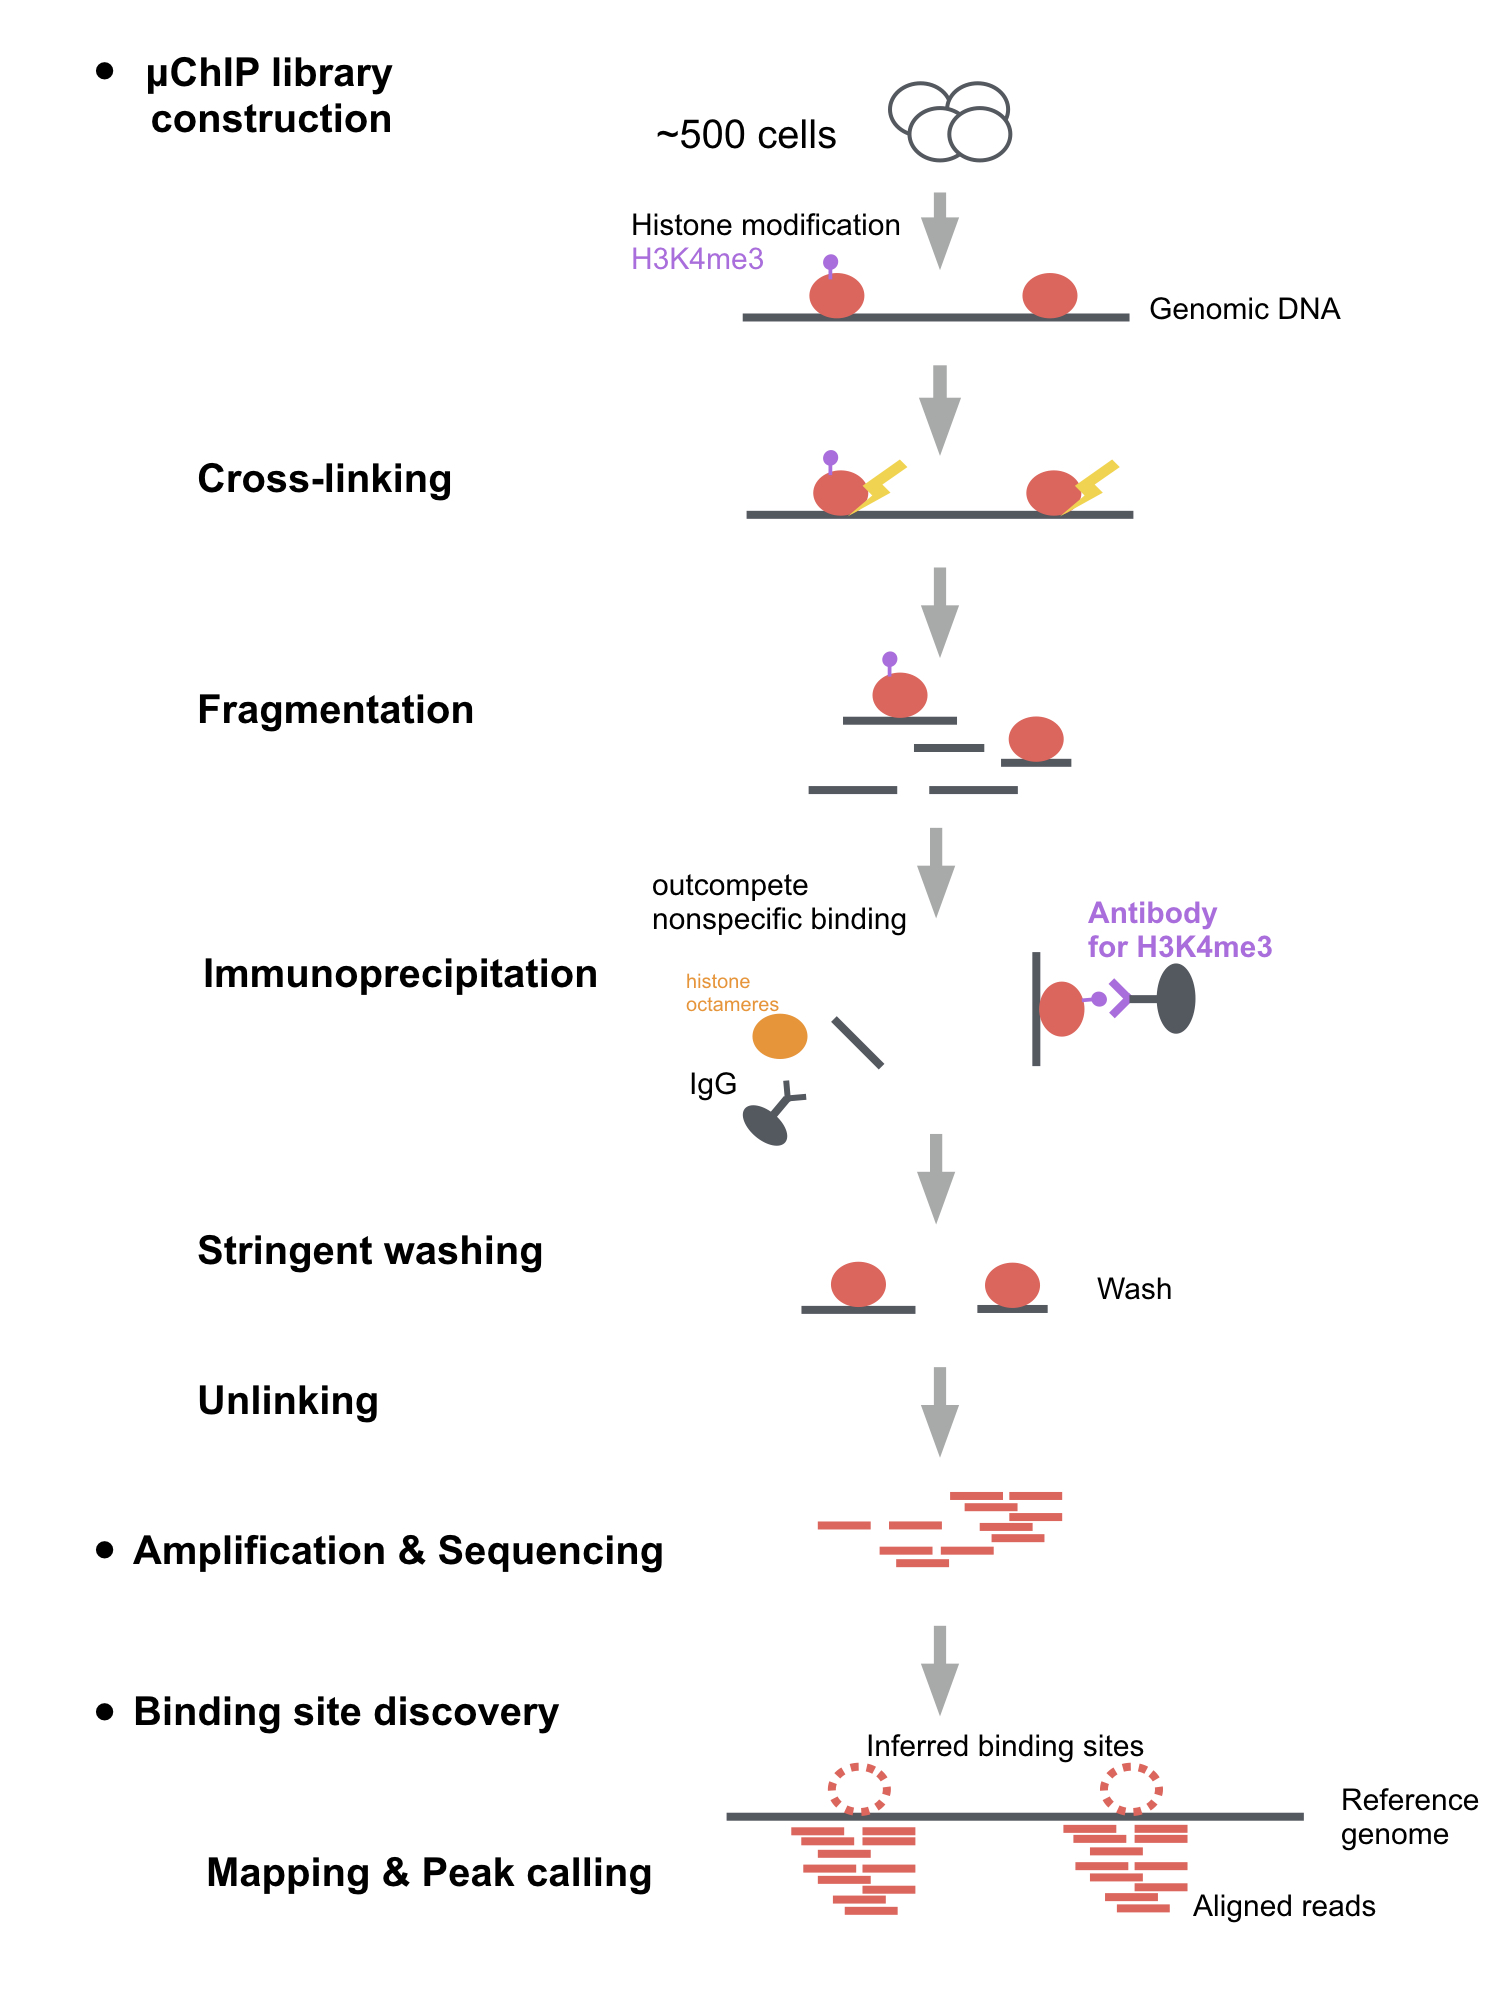 • µChIP library
construction
~500 cells
Histone modification
H3K4me3
Genomic DNA
Cross-linking
Fragmentation
outcompete
nonspecific binding
Antibody
for H3K4me3
Immunoprecipitation
histone
octameres
IgG
Stringent washing
Wash
Unlinking
• Amplification & Sequencing
• Binding site discovery
Inferred binding sites
Reference
genome
Mapping & Peak calling
Aligned reads